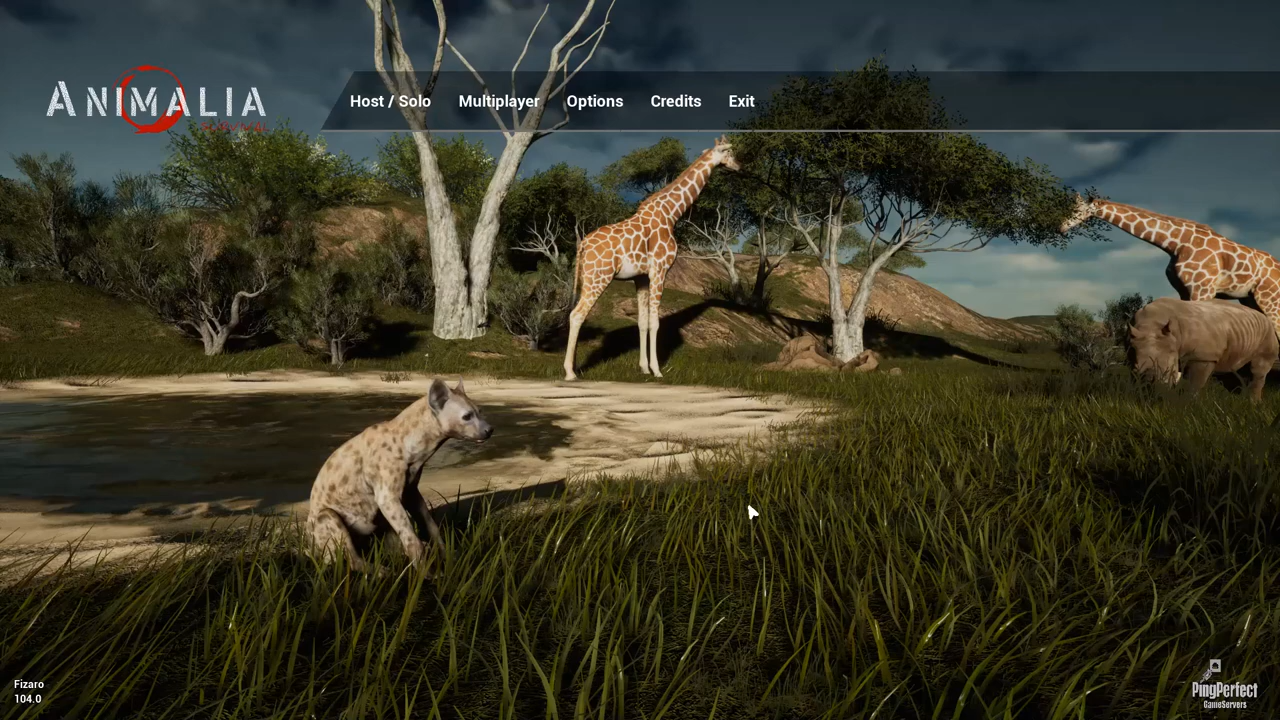 ANIMALIA
Host / Solo
Multiplayer
Options
Credits
Exit
Fizaro
104.0
PingPerfect
GameServers